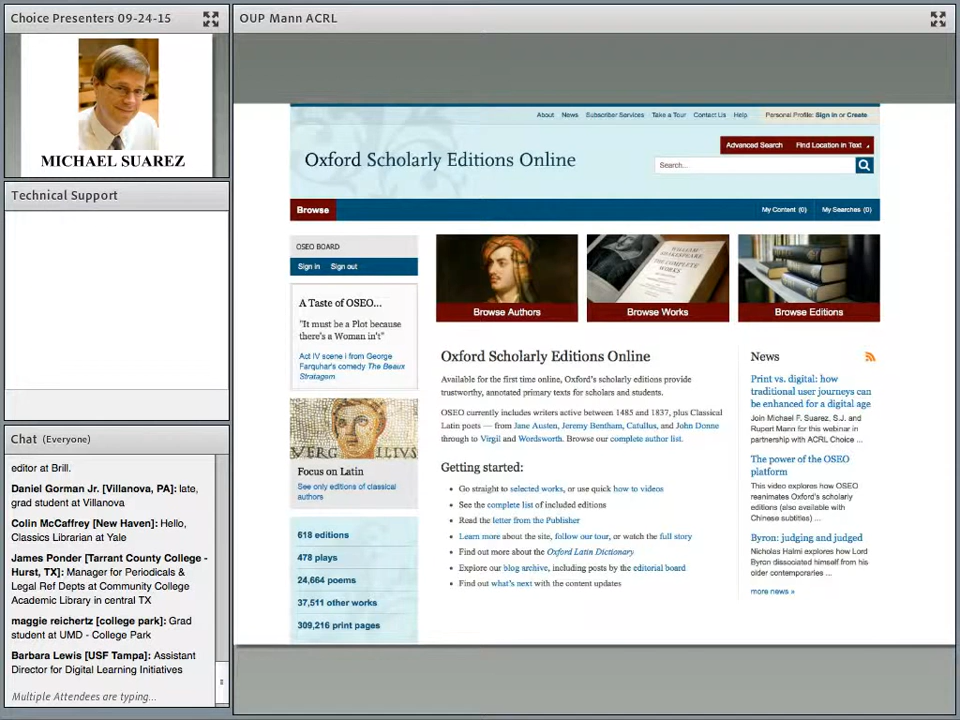 Choice Presenters 09-24-15
MICHAEL SUAREZ
Technical Support
Chat (Everyone)
editor at Brill.
Daniel Gorman Jr. [Villanova, PA]: late,
grad student at Villanova
Colin McCaffrey [New Haven]: Hello,
Classics Librarian at Yale
James Ponder [Tarrant County College -
Hurst, TX]: Manager for Periodicals &
Legal Ref Depts at Community College
Academic Library in central TX
maggie reichertz [college park]: Grad
student at UMD - College Park
Barbara Lewis [USF Tampa]: Assistant
Director for Digital Learning Initiatives
Multiple Attendees are typing...
OUP Mann ACRL
About News Subscriber Services Take a Tour Contact Us Help Personal Profile: Sign in or Create
Oxford Scholarly Editions Online
Advanced Search Find Location in Text
Search...
Browse
My Content (0) My Searches (0)
OSEO BOARD
Sign in Sign out
A Taste of OSEO...
"It must be a Plot because
there's a Woman in't"
Act IV scene i from George
Farquhar's comedy The Beaux
Stratagem
VERG ILIVS
Focus on Latin
See only editions of classical
authors
618 editions
478 plays
24,664 poems
37,511 other works
309,216 print pages
Browse Authors
WILLIAM
SHAKESPEARE
THE COMPLETE
WORKS
Browse Works
Browse Editions
Oxford Scholarly Editions Online
Available for the first time online, Oxford's scholarly editions provide
trustworthy, annotated primary texts for scholars and students.
OSEO currently includes writers active between 1485 and 1837, plus Classical
Latin poets — from Jane Austen, Jeremy Bentham, Catullus, and John Donne
through to Virgil and Wordsworth. Browse our complete author list.
Getting started:
• Go straight to selected works, or use quick how to videos
• See the complete list of included editions
• Read the letter from the Publisher
• Learn more about the site, follow our tour, or watch the full story
• Find out more about the Oxford Latin Dictionary
• Explore our blog archive, including posts by the editorial board
• Find out what's next with the content updates
News
Print vs. digital: how
traditional user journeys can
be enhanced for a digital age
Join Michael F. Suarez, S.J. and
Rupert Mann for this webinar in
partnership with ACRL Choice ...
The power of the OSEO
platform
This video explores how OSEO
reanimates Oxford's scholarly
editions (also available with
Chinese subtitles) ...
Byron: judging and judged
Nicholas Halmi explores how Lord
Byron dissociated himself from his
older contemporaries ...
more news »